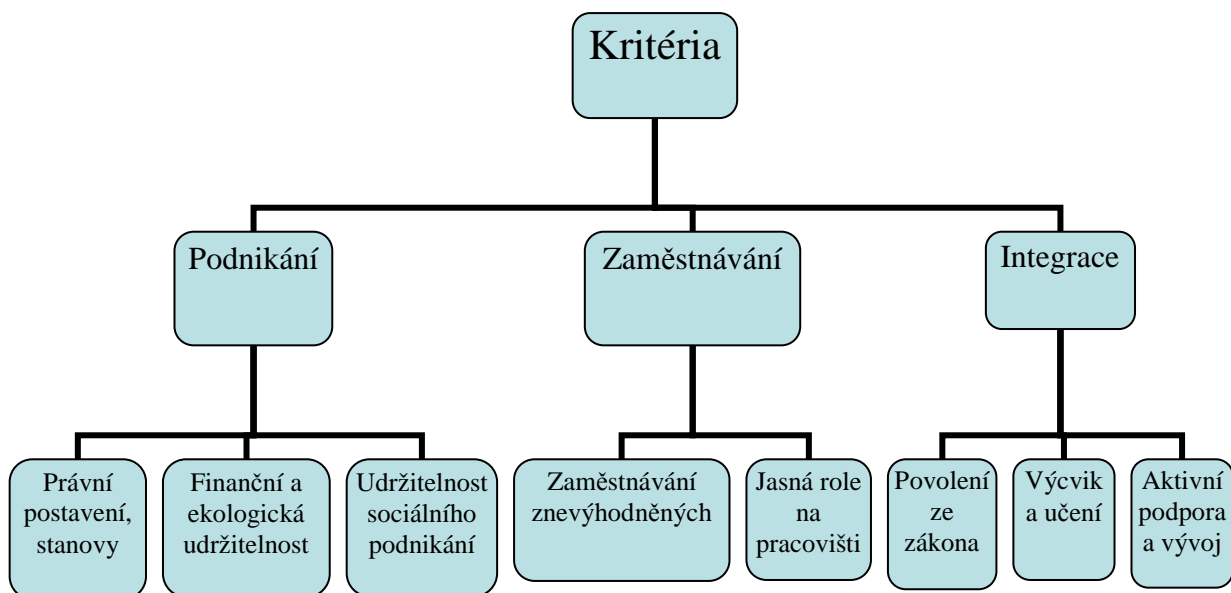 Kritéria
Podnikání
Zaměstnávání
Integrace
Právní
postavení,
stanovy
Finanční a
ekologická
udržitelnost
Udržitelnost
sociálního
podnikání
Zaměstnávání
znevýhodněných
Jasná role
na
pracovišti
Povolení
ze
zákona
Výcvik
a učení
Aktivní
podpora
a vývoj